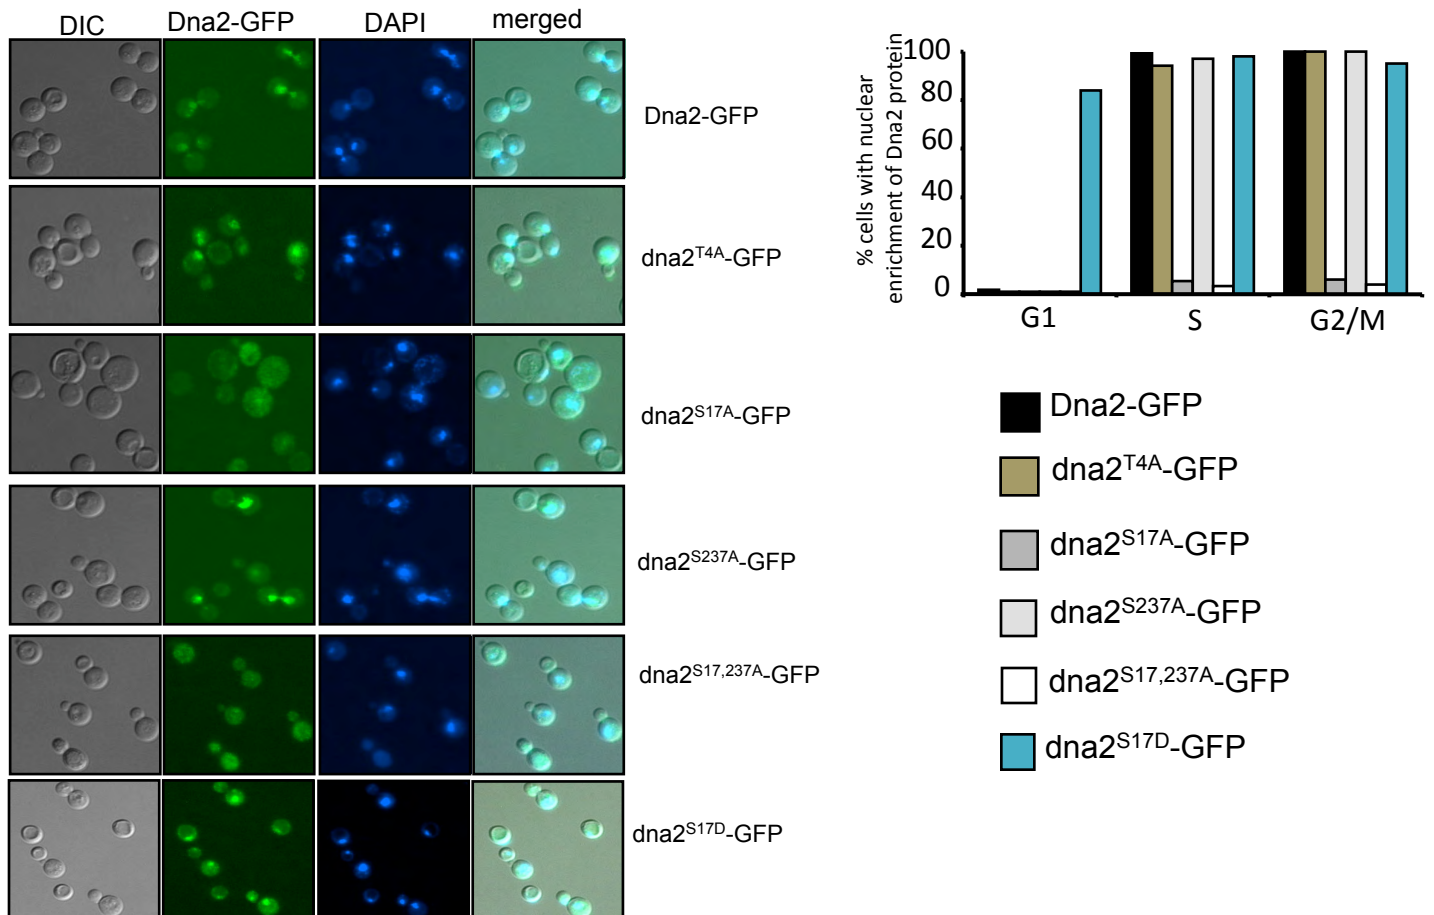 DIC Dna2-GFP DAPI merged
Dna2-GFP
dna2T4A-GFP
dna2S17A-GFP
dna2S237A-GFP
dna2S17,237A-GFP
dna2S17D-GFP
% cells with nuclear
enrichment of Dna2 protein
100
80
60
40
20
0
G1 S G2/M
Dna2-GFP
dna2T4A-GFP
dna2S17A-GFP
dna2S237A-GFP
dna2S17,237A-GFP
dna2S17D-GFP